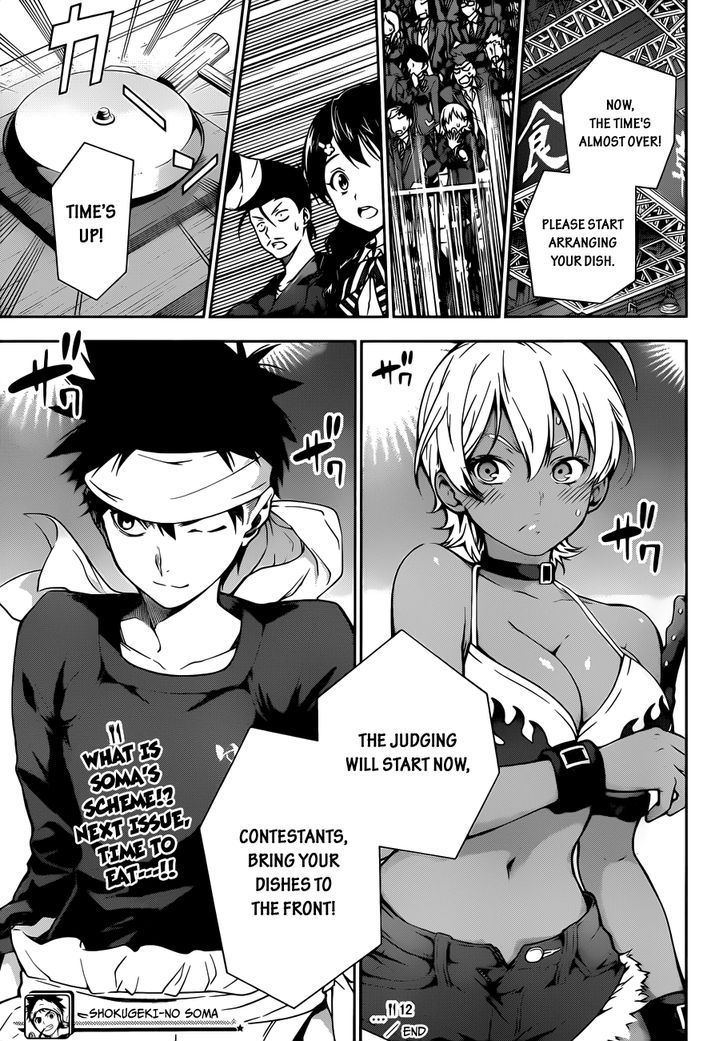 NOW,
THE TIME'S
ALMOST OVER!
PLEASE START
ARRANGING
YOUR DISH.
食
カ
ン
TIME'S
UP!
ザワ
ザワ
ザワ
ザワ
THE JUDGING
WILL START NOW,
CONTESTANTS,
BRING YOUR
DISHES TO
THE FRONT!
WHAT IS
SOMA'S
SCHEME!?
NEXT ISSUE,
TIME TO
EAT----!!
SHOKUGEKI-NO SOMA
...12
/ END